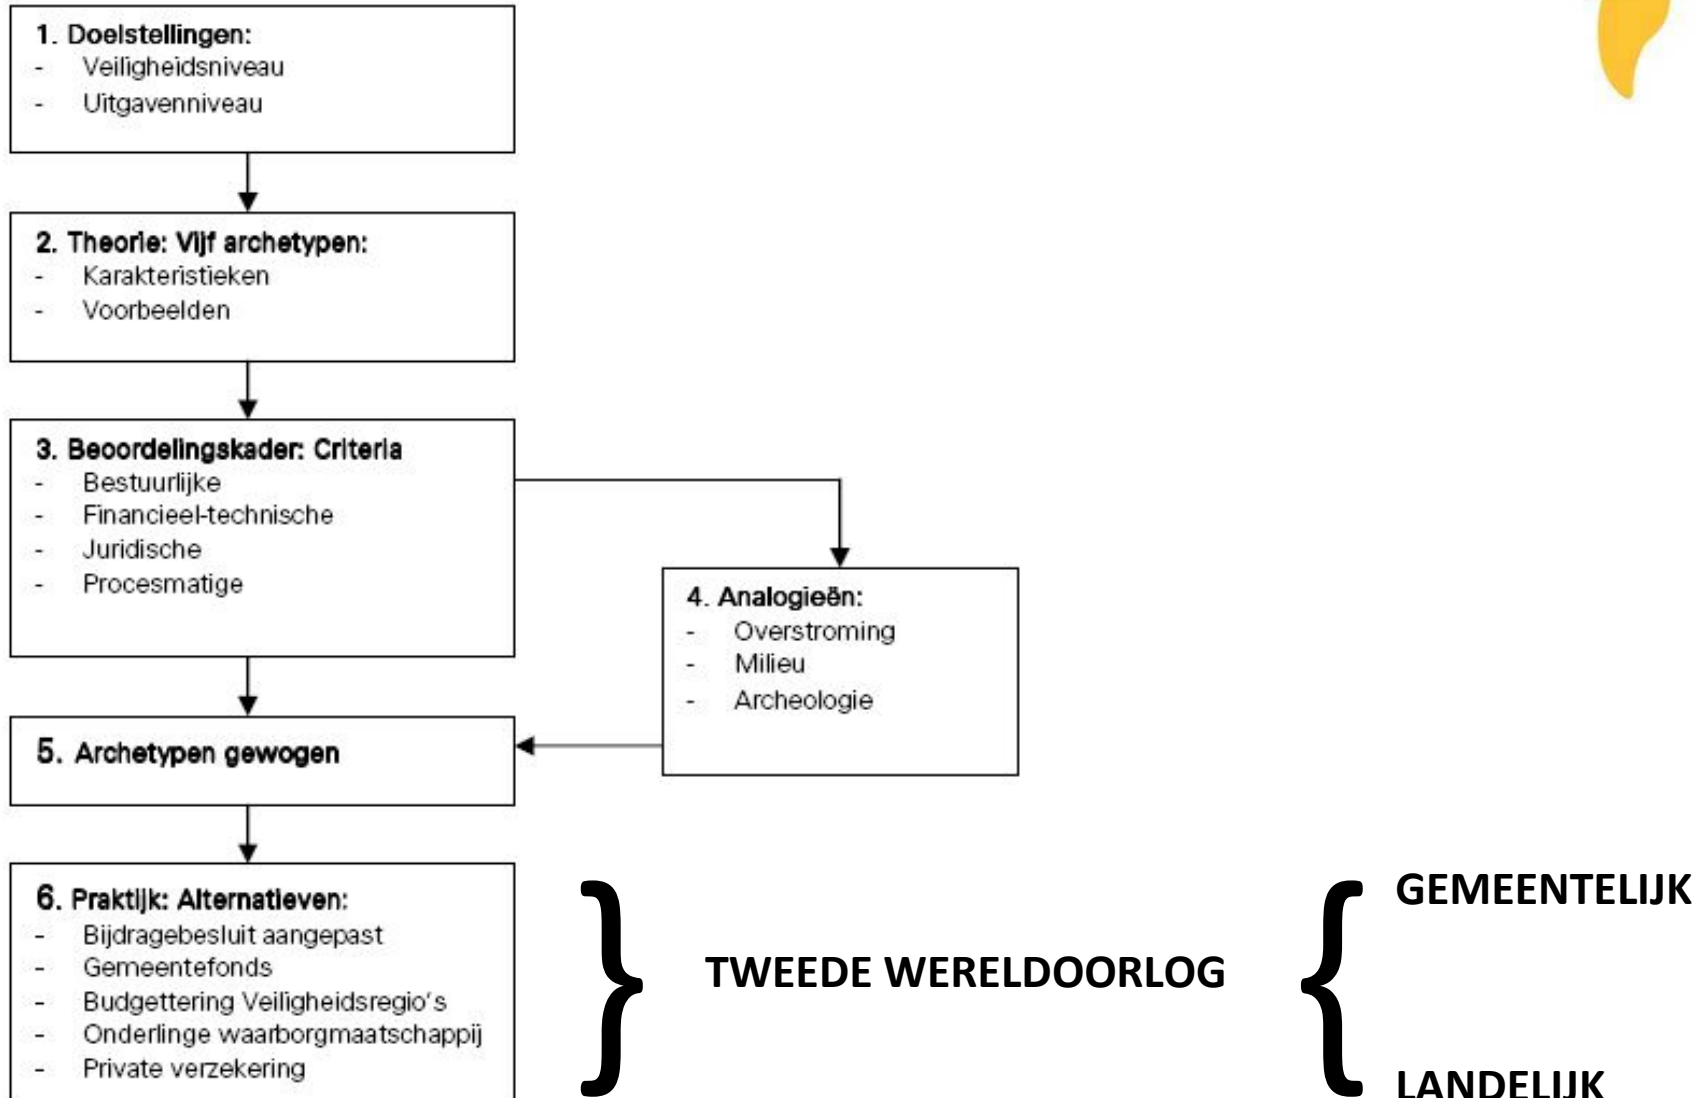 1. Doelstellingen:
- Veiligheidsniveau
- Uitgavenniveau
2. Theorie: Vijf archetypen:
- Karakteristieken
- Voorbeelden
3. Beoordelingskader: Criteria
- Bestuurlijke
- Financieel-technische
- Juridische
- Procesmatige
4. Analogieën:
- Overstroming
- Milieu
- Archeologie
5. Archetypen gewogen
6. Praktijk: Alternatieven:
- Bijdragebesluit aangepast
- Gemeentefonds
- Budgettering Veiligheidsregio's
- Onderlinge waarborgmaatschappij
- Private verzekering
TWEEDE WERELDOORLOG
GEMEENTELIJK
LANDELIJK